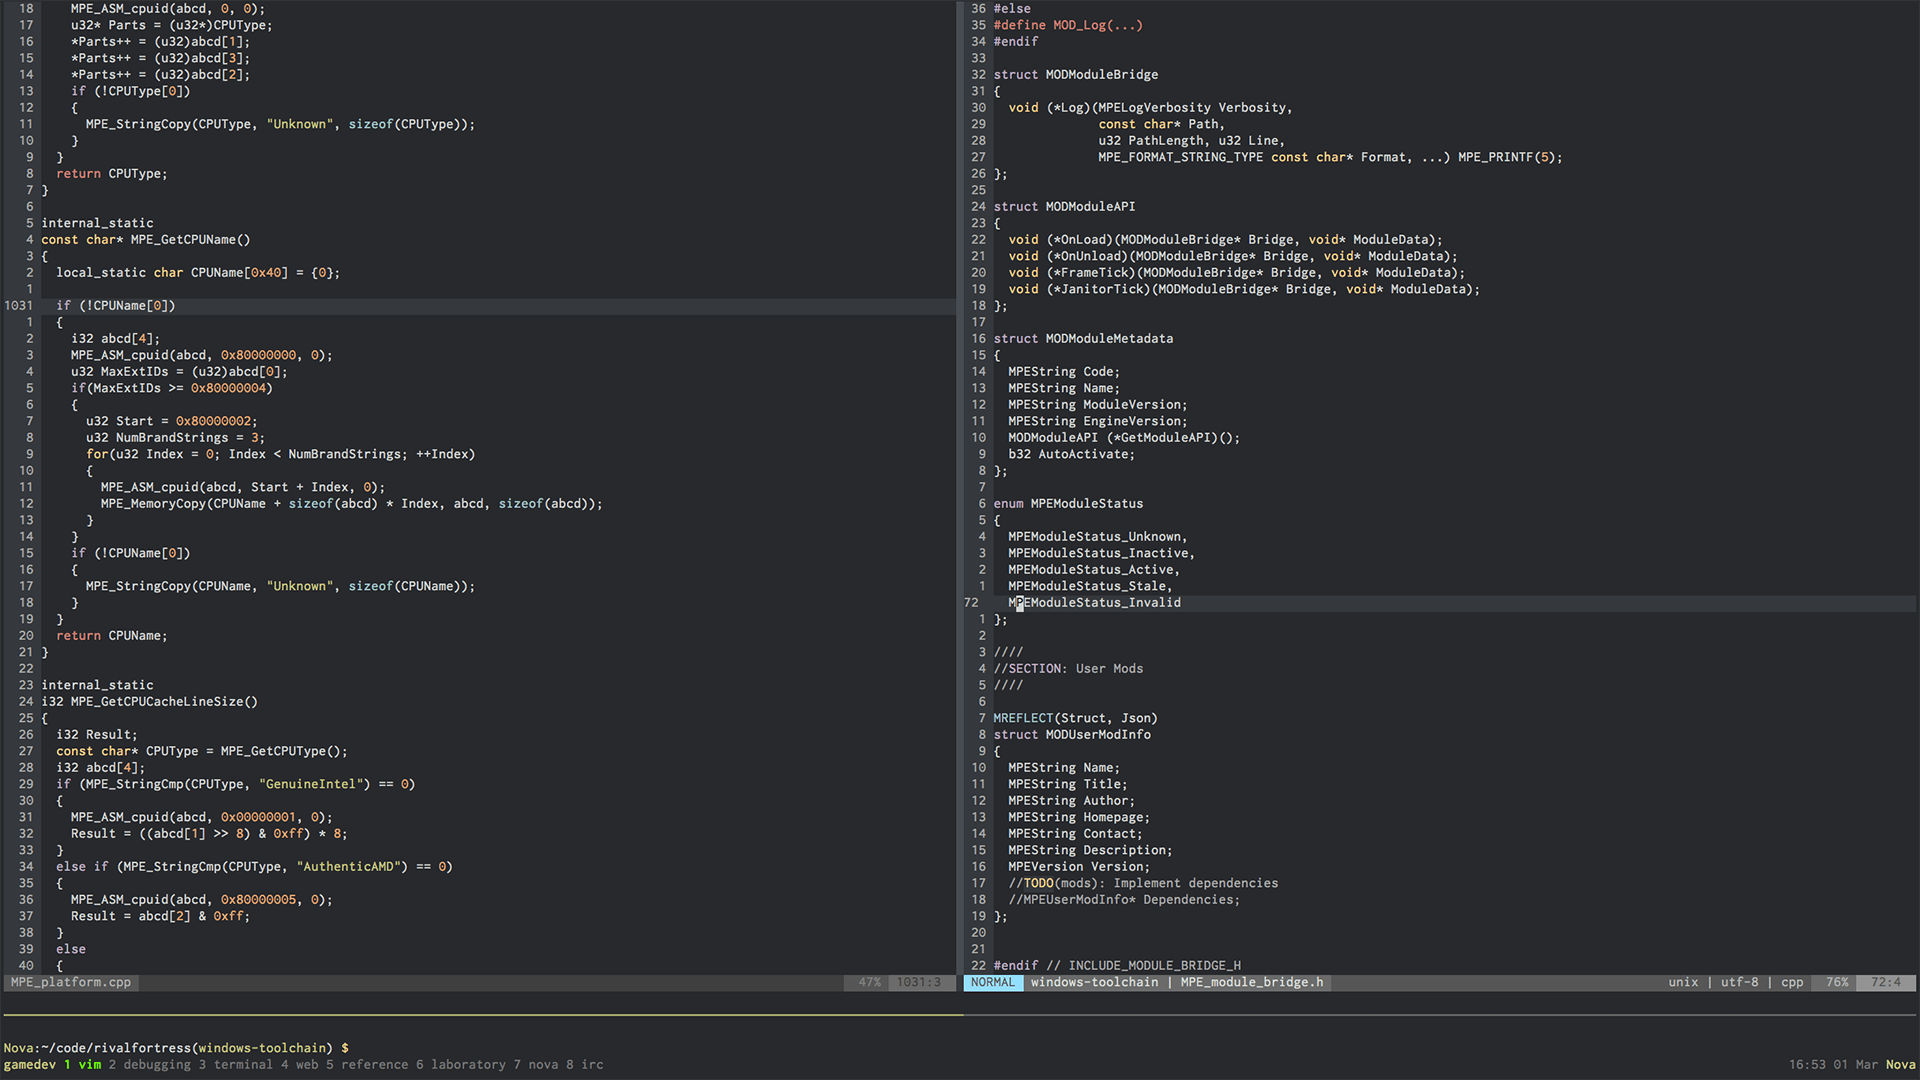 18     MPE_ASM_cpuid(abcd, 0, 0);
17     u32* Parts = (u32*)CPUType;
16     *Parts++ = (u32)abcd[1];
15     *Parts++ = (u32)abcd[3];
14     *Parts++ = (u32)abcd[2];
13     if (!CPUType[0])
12     {
11       MPE_StringCopy(CPUType, "Unknown", sizeof(CPUType));
10     }
9   }
8   return CPUType;
7 }
6
5 internal_static
4 const char* MPE_GetCPUName()
3 {
2   local_static char CPUName[0x40] = {0};
1
1031   if (!CPUName[0])
1   {
2     i32 abcd[4];
3     MPE_ASM_cpuid(abcd, 0x80000000, 0);
4     u32 MaxExtIDs = (u32)abcd[0];
5     if(MaxExtIDs >= 0x80000004)
6     {
7       u32 Start = 0x80000002;
8       u32 NumBrandStrings = 3;
9       for(u32 Index = 0; Index < NumBrandStrings; ++Index)
10       {
11         MPE_ASM_cpuid(abcd, Start + Index, 0);
12         MPE_MemoryCopy(CPUName + sizeof(abcd) * Index, abcd, sizeof(abcd));
13       }
14     }
15     if (!CPUName[0])
16     {
17       MPE_StringCopy(CPUName, "Unknown", sizeof(CPUName));
18     }
19   }
20   return CPUName;
21 }
22
23 internal_static
24 i32 MPE_GetCPUCacheLineSize()
25 {
26   i32 Result;
27   const char* CPUType = MPE_GetCPUType();
28   i32 abcd[4];
29   if (MPE_StringCmp(CPUType, "GenuineIntel") == 0)
30   {
31     MPE_ASM_cpuid(abcd, 0x00000001, 0);
32     Result = ((abcd[1] >> 8) & 0xff) * 8;
33   }
34   else if (MPE_StringCmp(CPUType, "AuthenticAMD") == 0)
35   {
36     MPE_ASM_cpuid(abcd, 0x80000005, 0);
37     Result = abcd[2] & 0xff;
38   }
39   else
40   {
MPE_platform.cpp 47% 1031:3
36 #else
35 #define MOD_Log(...)
34 #endif
33
32 struct MODModuleBridge
31 {
30   void (*Log)(MPELogVerbosity Verbosity,
29               const char* Path,
28               u32 PathLength, u32 Line,
27               MPE_FORMAT_STRING_TYPE const char* Format, ...) MPE_PRINTF(5);
26 };
25
24 struct MODModuleAPI
23 {
22   void (*OnLoad)(MODModuleBridge* Bridge, void* ModuleData);
21   void (*OnUnload)(MODModuleBridge* Bridge, void* ModuleData);
20   void (*FrameTick)(MODModuleBridge* Bridge, void* ModuleData);
19   void (*JanitorTick)(MODModuleBridge* Bridge, void* ModuleData);
18 };
17
16 struct MODModuleMetadata
15 {
14   MPEString Code;
13   MPEString Name;
12   MPEString ModuleVersion;
11   MPEString EngineVersion;
10   MODModuleAPI (*GetModuleAPI)();
9   b32 AutoActivate;
8 };
7
6 enum MPEModuleStatus
5 {
4   MPEModuleStatus_Unknown,
3   MPEModuleStatus_Inactive,
2   MPEModuleStatus_Active,
1   MPEModuleStatus_Stale,
72   MPEModuleStatus_Invalid
1 };
2
3 ////
4 //SECTION: User Mods
5 ////
6
7 MREFLECT(Struct, Json)
8 struct MODUserModInfo
9 {
10   MPEString Name;
11   MPEString Title;
12   MPEString Author;
13   MPEString Homepage;
14   MPEString Contact;
15   MPEString Description;
16   MPEVersion Version;
17   //TODO(mods): Implement dependencies
18   //MPEUserModInfo* Dependencies;
19 };
20
21
22 #endif // INCLUDE_MODULE_BRIDGE_H
NORMAL windows-toolchain | MPE_module_bridge.h unix | utf-8 | cpp 76% 72:4
Nova:~/code/rivalfortress(windows-toolchain) $
gamedev 1 vim 2 debugging 3 terminal 4 web 5 reference 6 laboratory 7 nova 8 irc 16:53 01 Mar Nova